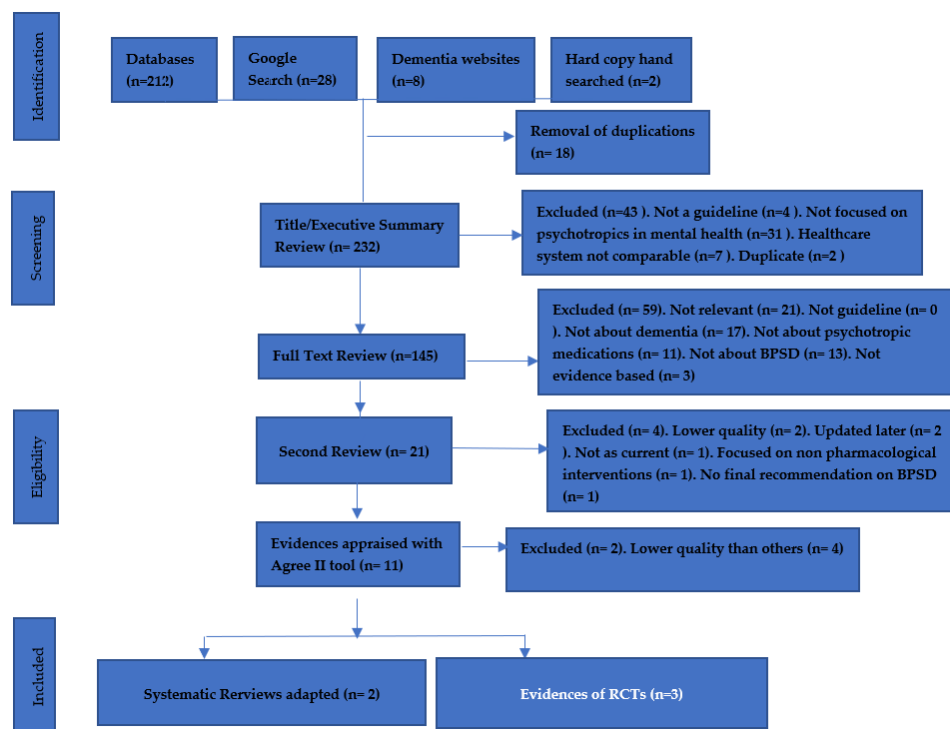 Identification
Databases
(n=212)
Google
Search (n=28)
Dementia websites
(n=8)
Hard copy hand
searched (n=2)
Removal of duplications
(n= 18)
Screening
Title/Executive Summary
Review (n= 232)
Excluded (n=43 ). Not a guideline (n=4 ). Not focused on
psychotropics in mental health (n=31 ). Healthcare
system not comparable (n=7 ). Duplicate (n=2 )
Full Text Review (n=145)
Excluded (n= 59). Not relevant (n= 21). Not guideline (n= 0
). Not about dementia (n= 17). Not about psychotropic
medications (n= 11). Not about BPSD (n= 13). Not
evidence based (n= 3)
Eligibility
Second Review (n= 21)
Excluded (n= 4). Lower quality (n= 2). Updated later (n= 2
). Not as current (n= 1). Focused on non pharmacological
interventions (n= 1). No final recommendation on BPSD
(n= 1)
Evidences appraised with
Agree II tool (n= 11)
Excluded (n= 2). Lower quality than others (n= 4)
Included
Systematic Rerviews adapted (n= 2)
Evidences of RCTs (n=3)